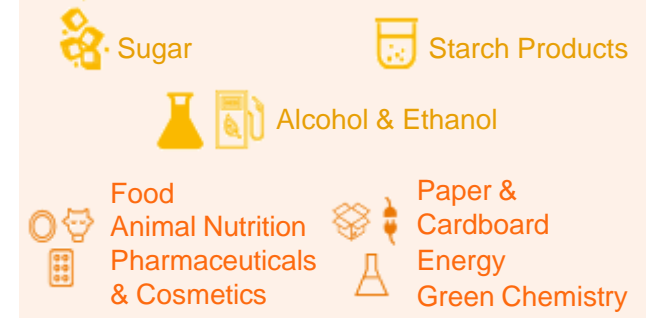 Sugar
Starch Products
Alcohol & Ethanol
Food
Animal Nutrition
Pharmaceuticals
& Cosmetics
Paper &
Cardboard
Energy
Green Chemistry